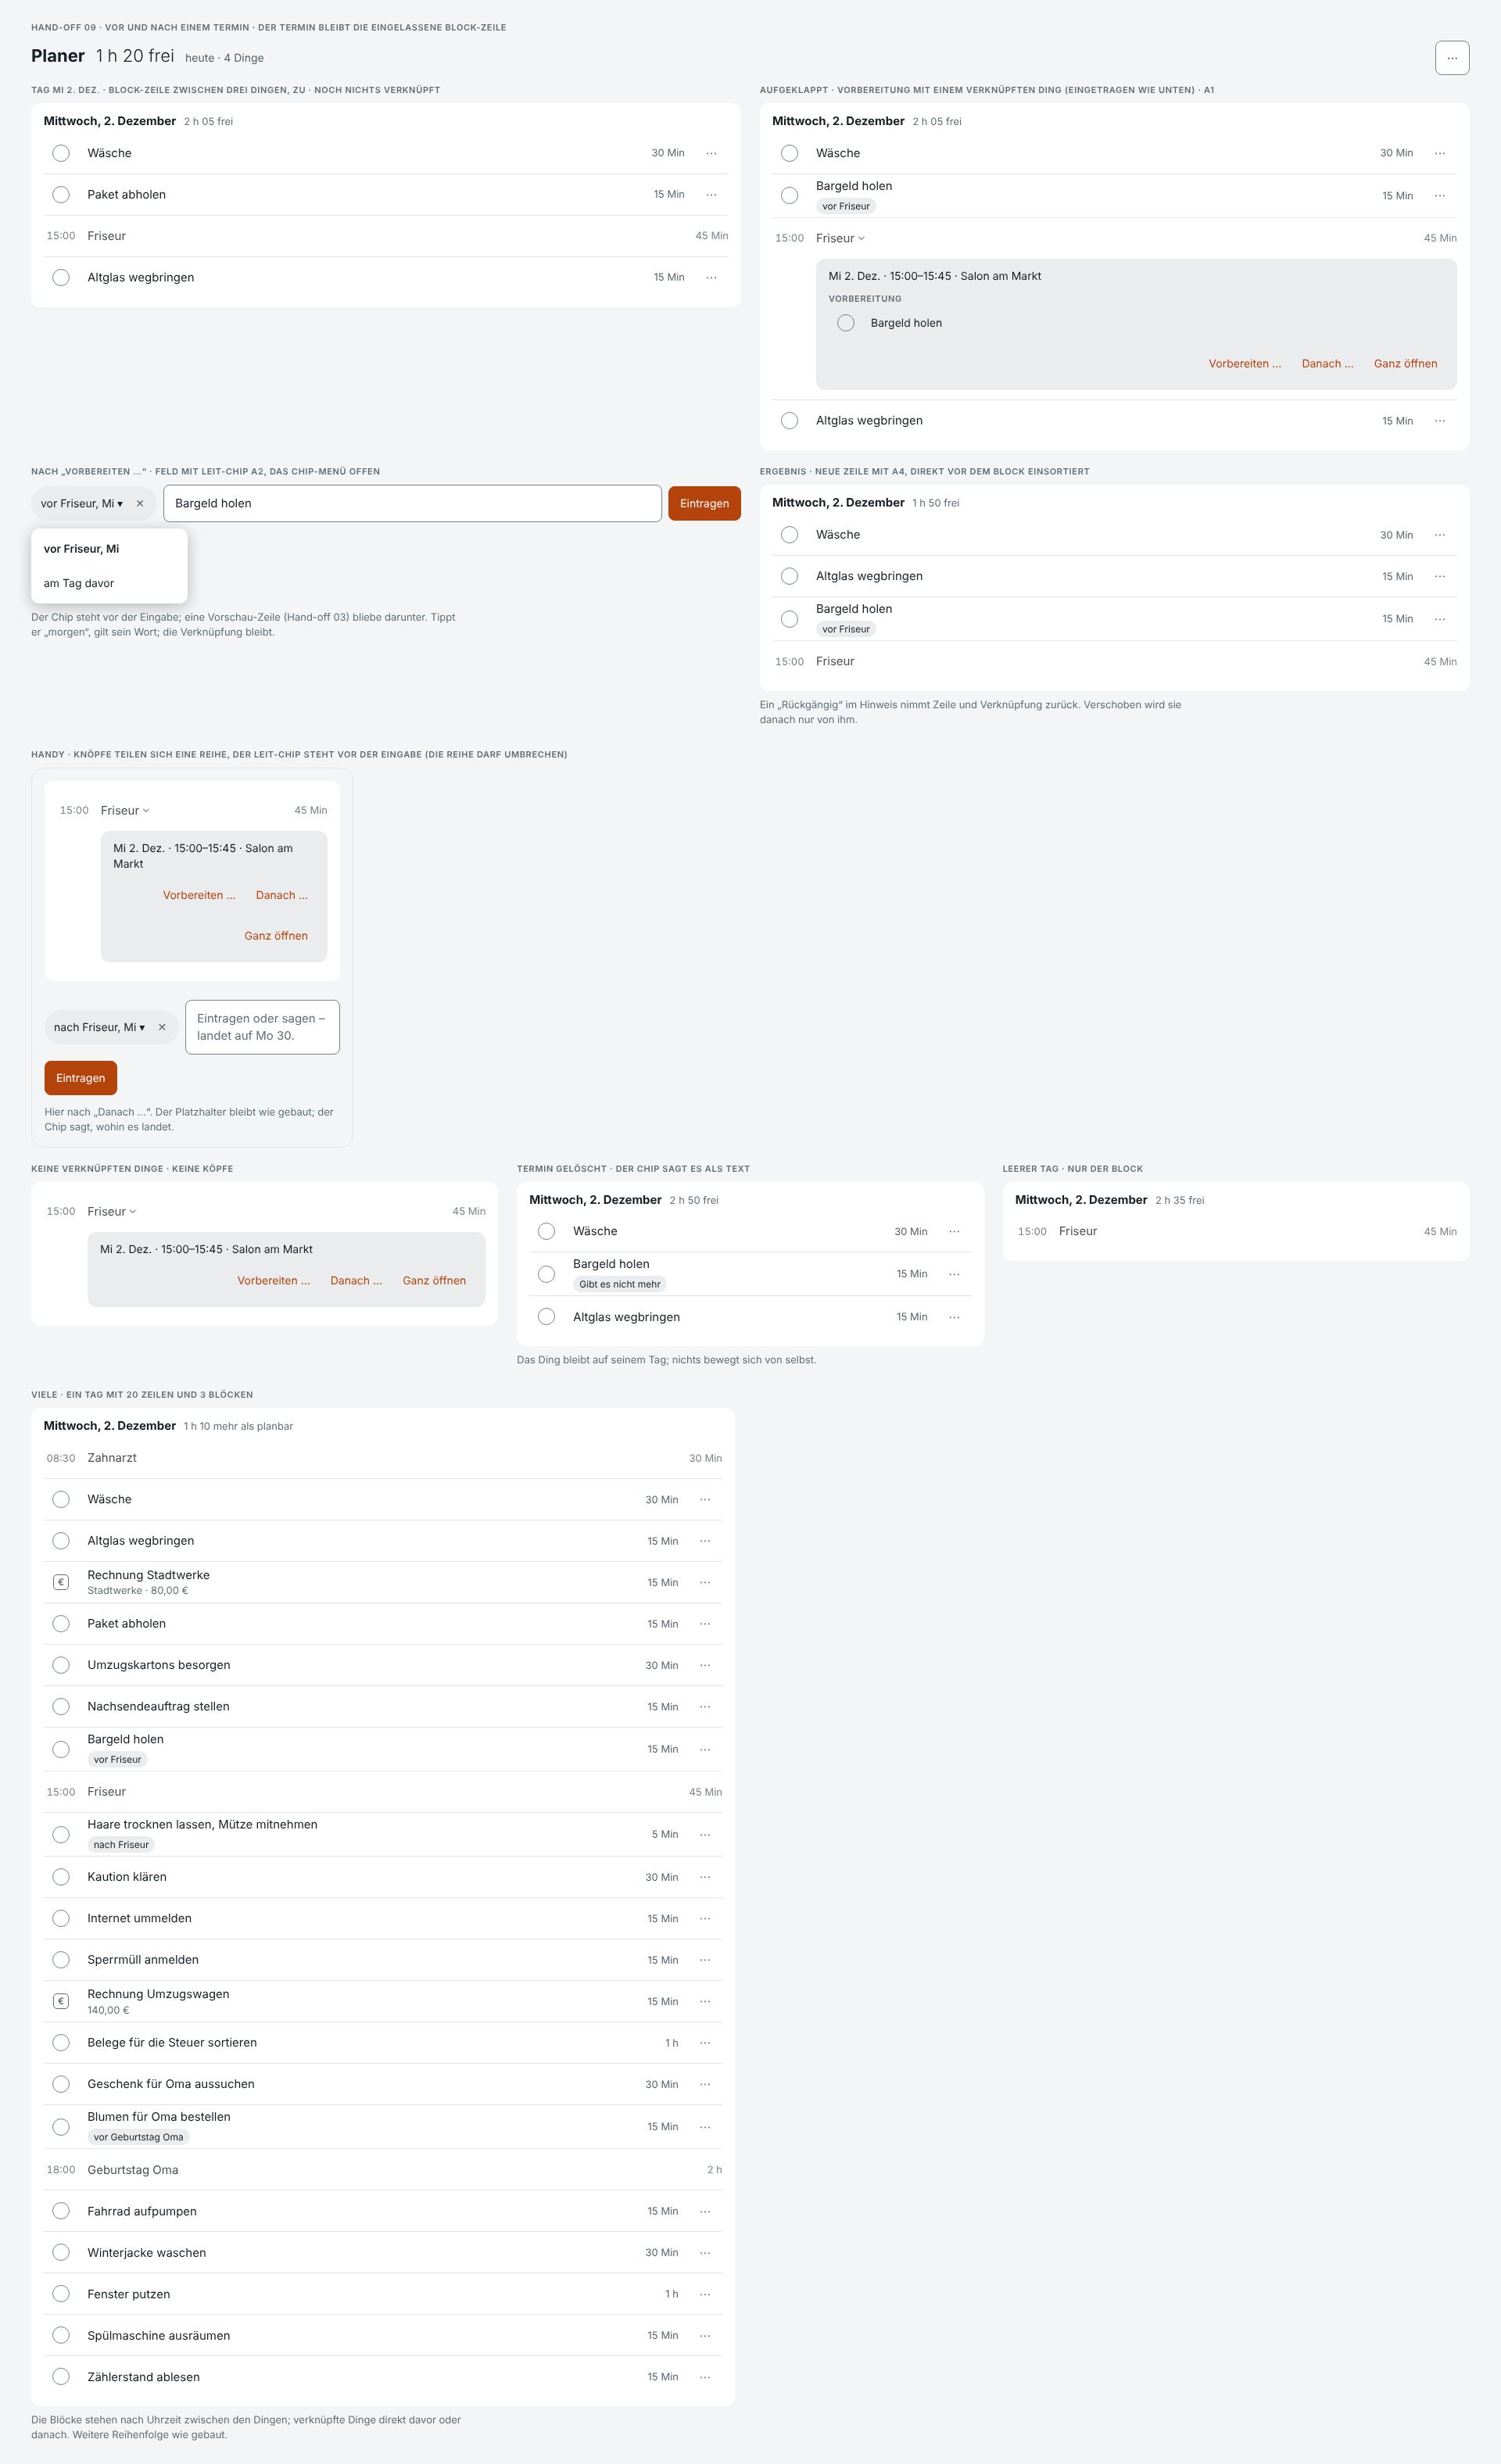 HAND-OFF 09 · VOR UND NACH EINEM TERMIN · DER TERMIN BLEIBT DIE EINGELASSENE BLOCK-ZEILE
Planer 1 h 20 frei heute · 4 Dinge
…
TAG MI 2. DEZ. · BLOCK-ZEILE ZWISCHEN DREI DINGEN, ZU · NOCH NICHTS VERKNÜPFT
Mittwoch, 2. Dezember 2 h 05 frei
Wäsche 30 Min …
Paket abholen 15 Min …
15:00 Friseur 45 Min
Altglas wegbringen 15 Min …
AUFGEKLAPPT · VORBEREITUNG MIT EINEM VERKNÜPFTEN DING (EINGETRAGEN WIE UNTEN) · A1
Mittwoch, 2. Dezember 2 h 05 frei
Wäsche 30 Min …
Bargeld holen 15 Min …
vor Friseur
15:00 Friseur 45 Min
Mi 2. Dez. · 15:00–15:45 · Salon am Markt
VORBEREITUNG
Bargeld holen
Vorbereiten … Danach … Ganz öffnen
Altglas wegbringen 15 Min …
NACH „VORBEREITEN …“ · FELD MIT LEIT-CHIP A2, DAS CHIP-MENÜ OFFEN
vor Friseur, Mi ▾ ✕ Bargeld holen Eintragen
vor Friseur, Mi
am Tag davor
Der Chip steht vor der Eingabe; eine Vorschau-Zeile (Hand-off 03) bliebe darunter. Tippt
er „morgen“, gilt sein Wort; die Verknüpfung bleibt.
ERGEBNIS · NEUE ZEILE MIT A4, DIREKT VOR DEM BLOCK EINSORTIERT
Mittwoch, 2. Dezember 1 h 50 frei
Wäsche 30 Min …
Altglas wegbringen 15 Min …
Bargeld holen 15 Min …
vor Friseur
15:00 Friseur 45 Min
Ein „Rückgängig“ im Hinweis nimmt Zeile und Verknüpfung zurück. Verschoben wird sie
danach nur von ihm.
HANDY · KNÖPFE TEILEN SICH EINE REIHE, DER LEIT-CHIP STEHT VOR DER EINGABE (DIE REIHE DARF UMBRECHEN)
15:00 Friseur 45 Min
Mi 2. Dez. · 15:00–15:45 · Salon am
Markt
Vorbereiten … Danach …
Ganz öffnen
nach Friseur, Mi ▾ ✕ Eintragen oder sagen –
landet auf Mo 30.
Eintragen
Hier nach „Danach …“. Der Platzhalter bleibt wie gebaut; der
Chip sagt, wohin es landet.
KEINE VERKNÜPFTEN DINGE · KEINE KÖPFE
15:00 Friseur 45 Min
Mi 2. Dez. · 15:00–15:45 · Salon am Markt
Vorbereiten … Danach … Ganz öffnen
TERMIN GELÖSCHT · DER CHIP SAGT ES ALS TEXT
Mittwoch, 2. Dezember 2 h 50 frei
Wäsche 30 Min …
Bargeld holen 15 Min …
Gibt es nicht mehr
Altglas wegbringen 15 Min …
Das Ding bleibt auf seinem Tag; nichts bewegt sich von selbst.
LEERER TAG · NUR DER BLOCK
Mittwoch, 2. Dezember 2 h 35 frei
15:00 Friseur 45 Min
VIELE · EIN TAG MIT 20 ZEILEN UND 3 BLÖCKEN
Mittwoch, 2. Dezember 1 h 10 mehr als planbar
08:30 Zahnarzt 30 Min
Wäsche 30 Min …
Altglas wegbringen 15 Min …
€ Rechnung Stadtwerke 15 Min …
Stadtwerke · 80,00 €
Paket abholen 15 Min …
Umzugskartons besorgen 30 Min …
Nachsendeauftrag stellen 15 Min …
Bargeld holen 15 Min …
vor Friseur
15:00 Friseur 45 Min
Haare trocknen lassen, Mütze mitnehmen 5 Min …
nach Friseur
Kaution klären 30 Min …
Internet ummelden 15 Min …
Sperrmüll anmelden 15 Min …
€ Rechnung Umzugswagen 15 Min …
140,00 €
Belege für die Steuer sortieren 1 h …
Geschenk für Oma aussuchen 30 Min …
Blumen für Oma bestellen 15 Min …
vor Geburtstag Oma
18:00 Geburtstag Oma 2 h
Fahrrad aufpumpen 15 Min …
Winterjacke waschen 30 Min …
Fenster putzen 1 h …
Spülmaschine ausräumen 15 Min …
Zählerstand ablesen 15 Min …
Die Blöcke stehen nach Uhrzeit zwischen den Dingen; verknüpfte Dinge direkt davor oder
danach. Weitere Reihenfolge wie gebaut.